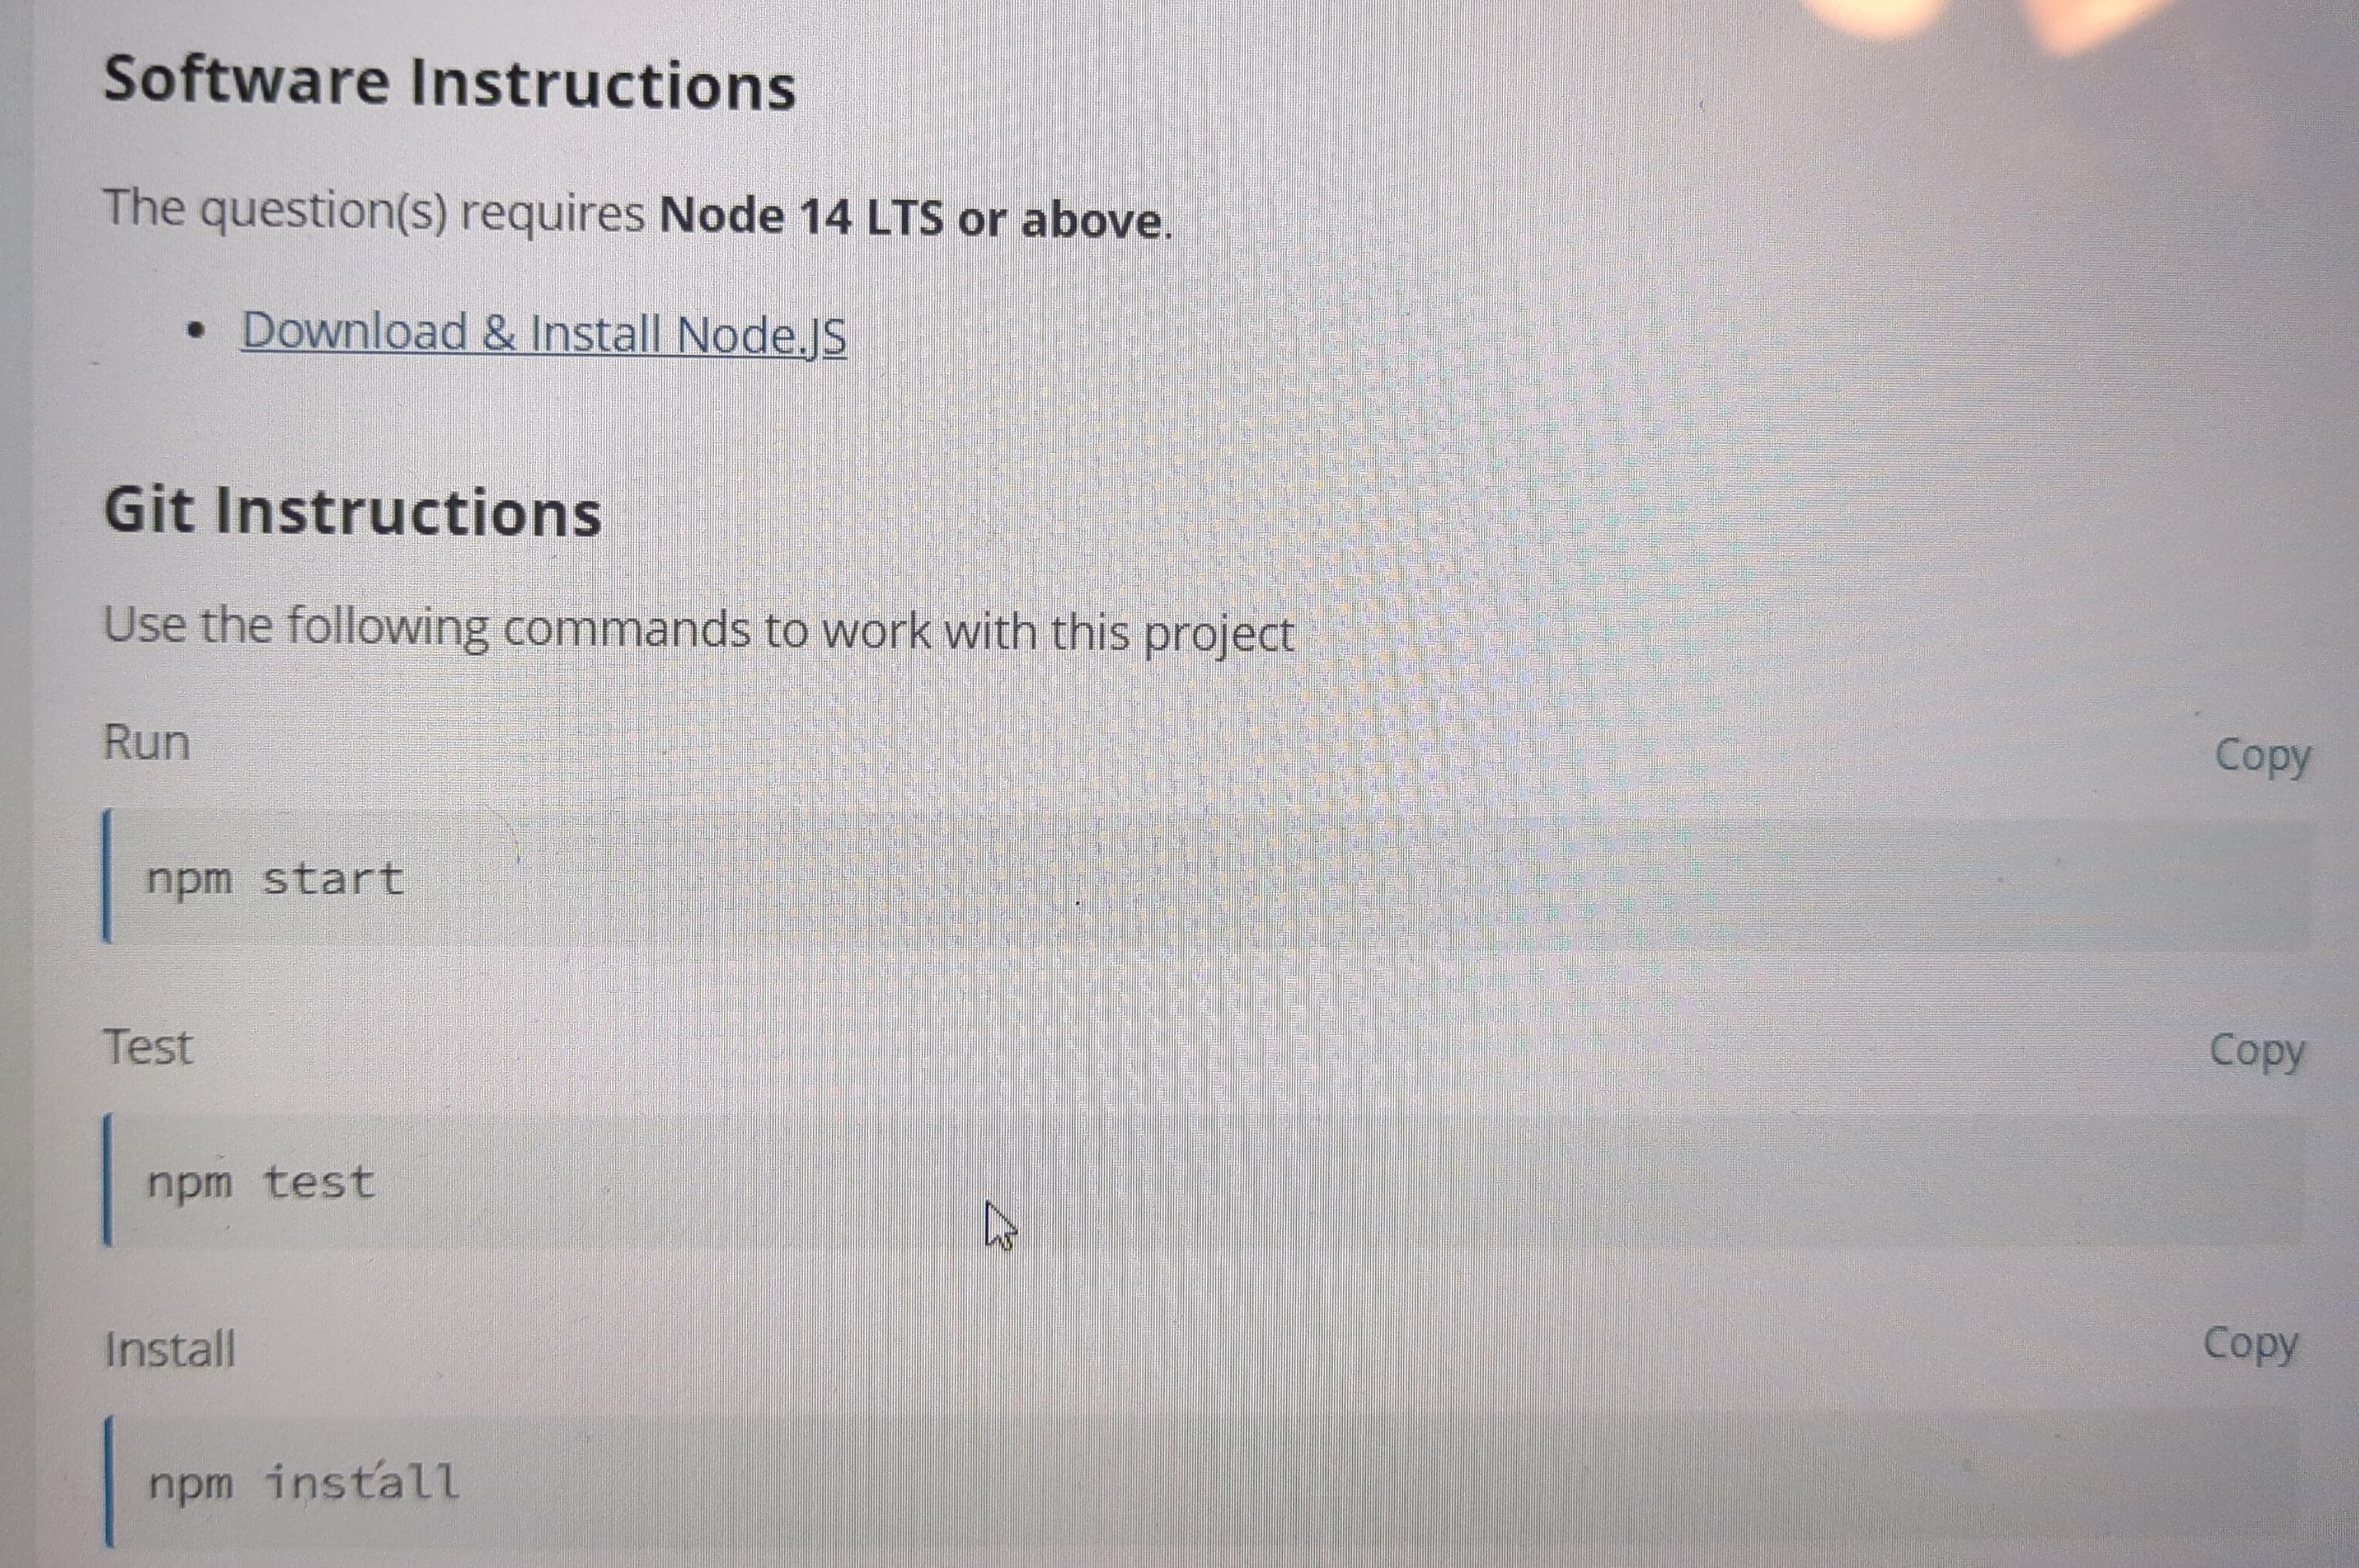 Software Instructions
The question(s) requires Node 14 LTS or above.
• Download & Install Node.JS
Git Instructions
Use the following commands to work with this project
Run
Copy
npm start
Test
Copy
npm test
Install
Copy
npm install